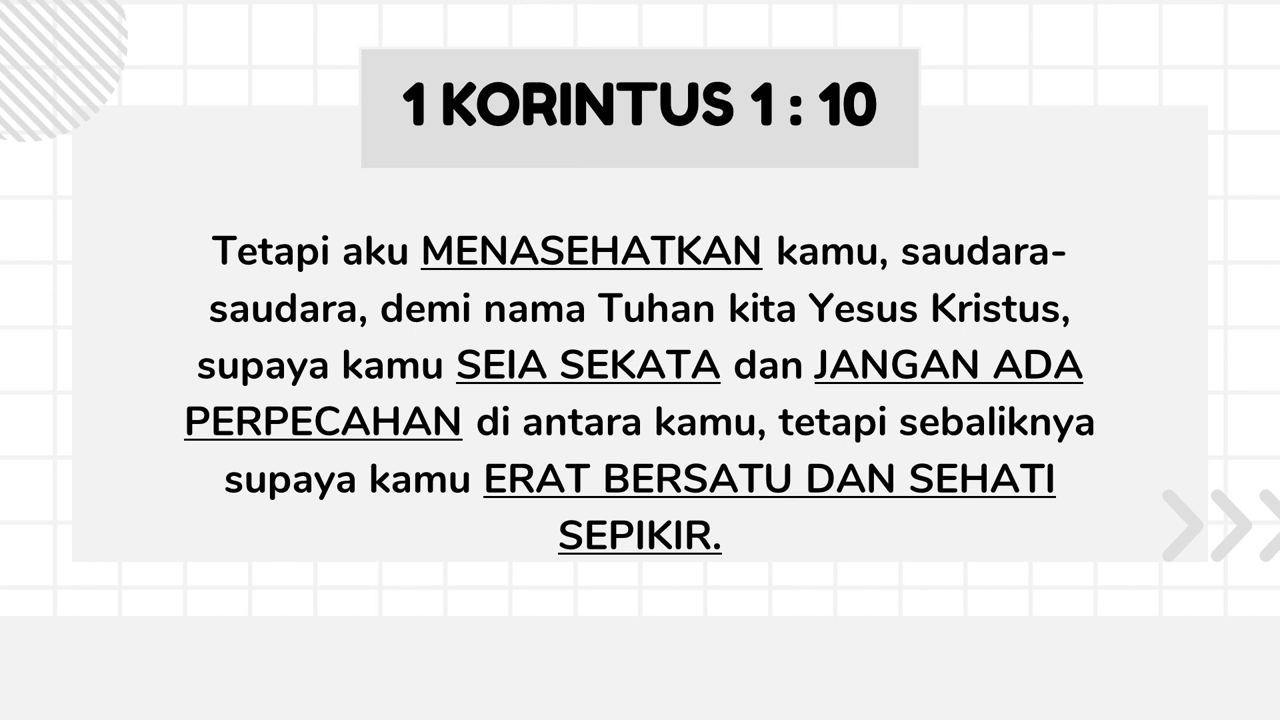 1 KORINTUS 1 : 10
Tetapi aku MENASEHATKAN kamu, saudara-
saudara, demi nama Tuhan kita Yesus Kristus,
supaya kamu SEIA SEKATA dan JANGAN ADA
PERPECAHAN di antara kamu, tetapi sebaliknya
supaya kamu ERAT BERSATU DAN SEHATI
SEPIKIR.